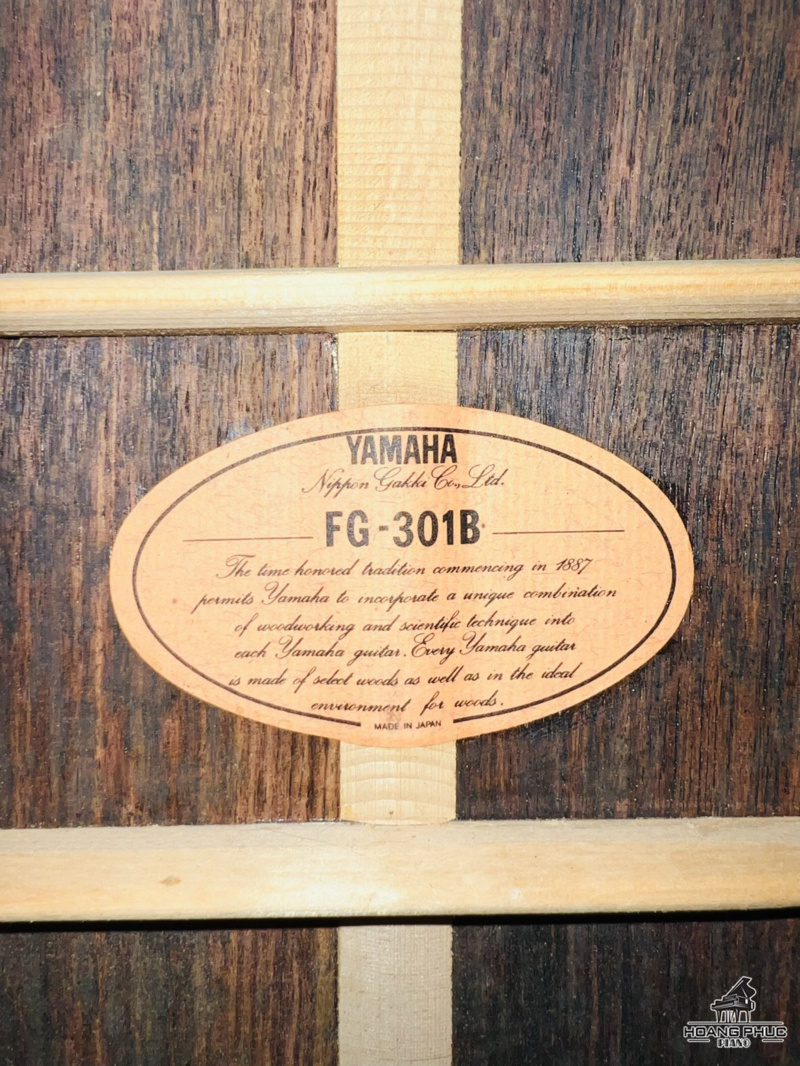 YAMAHA
Nippon Gakki Co., Ltd.
FG-301B
The time honored tradition commencing in 1887
permits Yamaha to incorporate a unique combination
of woodworking and scientific technique into
each Yamaha guitar. Every Yamaha guitar
is made of select woods as well as in the ideal
environment for woods.
MADE IN JAPAN
HOANG PHUC
PIANO